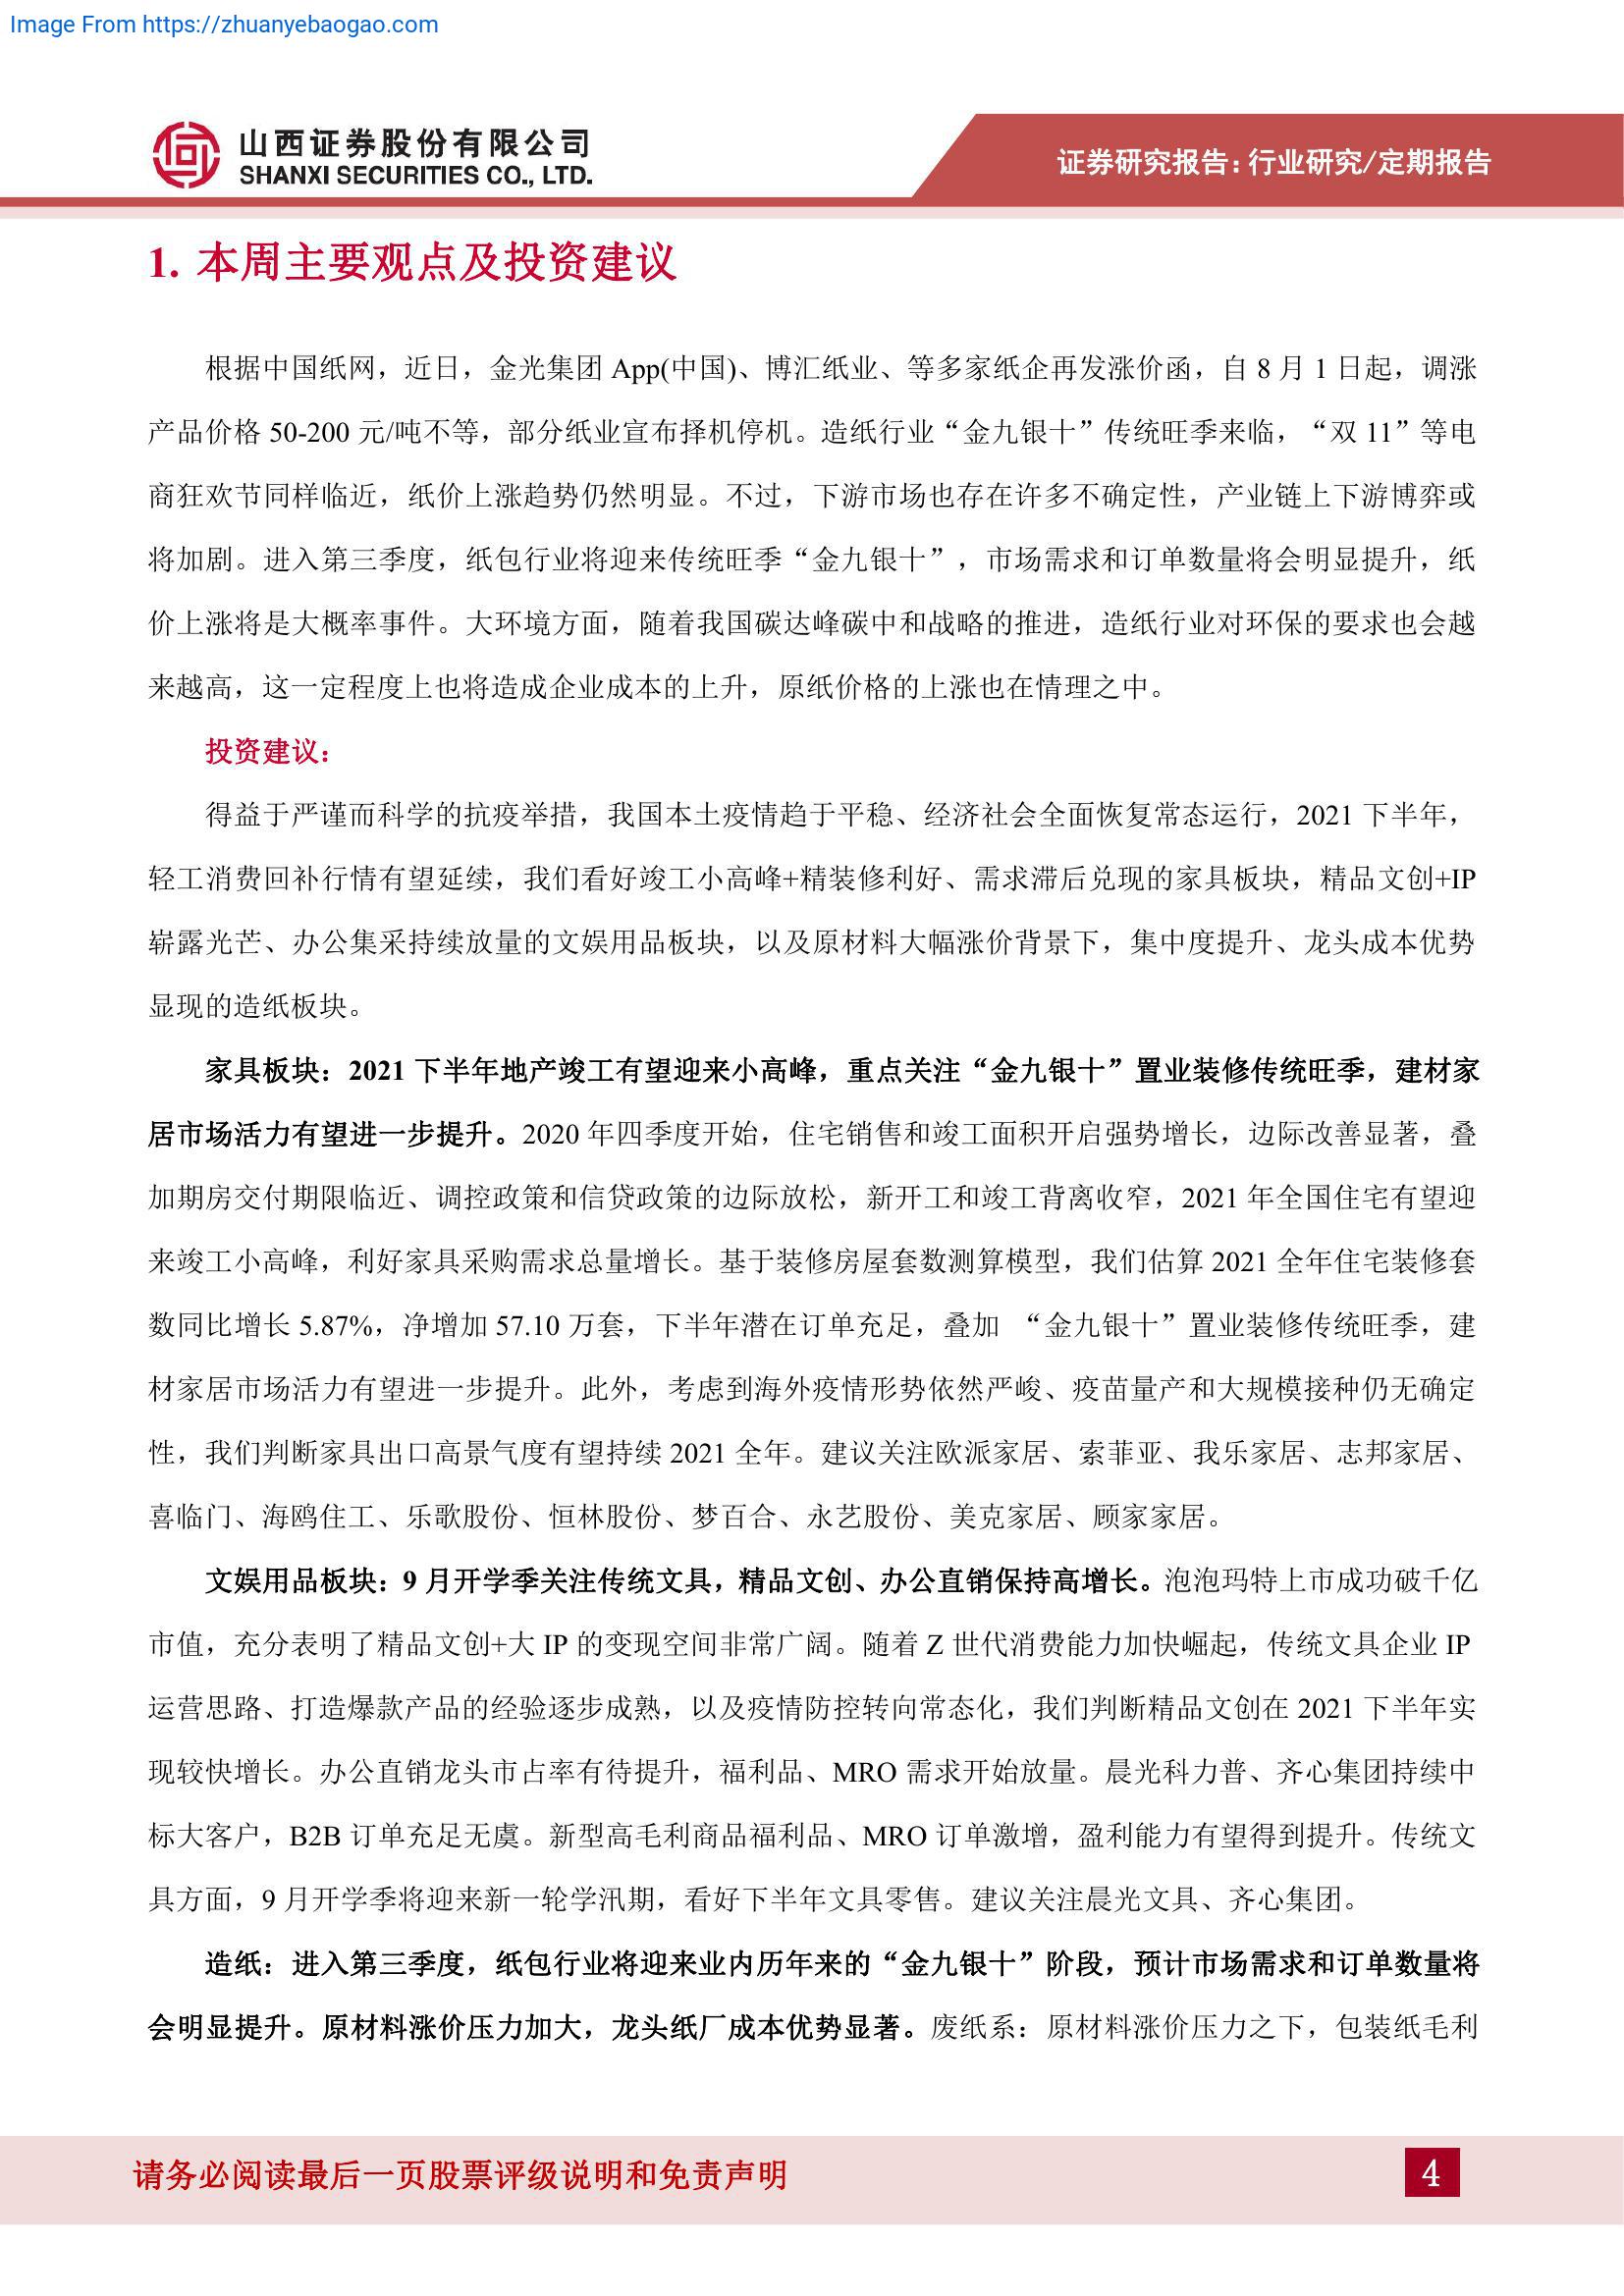 Image From https://zhuanyebaogao.com
山西证券股份有限公司
SHANXI SECURITIES CO., LTD.
证券研究报告：行业研究/定期报告
1. 本周主要观点及投资建议
根据中国纸网，近日，金光集团 App(中国)、博汇纸业、等多家纸企再发涨价函，自 8 月 1 日起，调涨
产品价格 50-200 元/吨不等，部分纸业宣布择机停机。造纸行业“金九银十”传统旺季来临，“双 11”等电
商狂欢节同样临近，纸价上涨趋势仍然明显。不过，下游市场也存在许多不确定性，产业链上下游博弈或
将加剧。进入第三季度，纸包行业将迎来传统旺季“金九银十”，市场需求和订单数量将会明显提升，纸
价上涨将是大概率事件。大环境方面，随着我国碳达峰碳中和战略的推进，造纸行业对环保的要求也会越
来越高，这一定程度上也将造成企业成本的上升，原纸价格的上涨也在情理之中。
投资建议：
得益于严谨而科学的抗疫举措，我国本土疫情趋于平稳、经济社会全面恢复常态运行，2021 下半年，
轻工消费回补行情有望延续，我们看好竣工小高峰+精装修利好、需求滞后兑现的家具板块，精品文创+IP
崭露光芒、办公集采持续放量的文娱用品板块，以及原材料大幅涨价背景下，集中度提升、龙头成本优势
显现的造纸板块。
家具板块：2021 下半年地产竣工有望迎来小高峰，重点关注“金九银十”置业装修传统旺季，建材家
居市场活力有望进一步提升。2020 年四季度开始，住宅销售和竣工面积开启强势增长，边际改善显著，叠
加期房交付期限临近、调控政策和信贷政策的边际放松，新开工和竣工背离收窄，2021 年全国住宅有望迎
来竣工小高峰，利好家具采购需求总量增长。基于装修房屋套数测算模型，我们估算 2021 全年住宅装修套
数同比增长 5.87%，净增加 57.10 万套，下半年潜在订单充足，叠加 “金九银十”置业装修传统旺季，建
材家居市场活力有望进一步提升。此外，考虑到海外疫情形势依然严峻、疫苗量产和大规模接种仍无确定
性，我们判断家具出口高景气度有望持续 2021 全年。建议关注欧派家居、索菲亚、我乐家居、志邦家居、
喜临门、海鸥住工、乐歌股份、恒林股份、梦百合、永艺股份、美克家居、顾家家居。
文娱用品板块：9 月开学季关注传统文具，精品文创、办公直销保持高增长。泡泡玛特上市成功破千亿
市值，充分表明了精品文创+大 IP 的变现空间非常广阔。随着 Z 世代消费能力加快崛起，传统文具企业 IP
运营思路、打造爆款产品的经验逐步成熟，以及疫情防控转向常态化，我们判断精品文创在 2021 下半年实
现较快增长。办公直销龙头市占率有待提升，福利品、MRO 需求开始放量。晨光科力普、齐心集团持续中
标大客户，B2B 订单充足无虞。新型高毛利商品福利品、MRO 订单激增，盈利能力有望得到提升。传统文
具方面，9 月开学季将迎来新一轮学汛期，看好下半年文具零售。建议关注晨光文具、齐心集团。
造纸：进入第三季度，纸包行业将迎来业内历年来的“金九银十”阶段，预计市场需求和订单数量将
会明显提升。原材料涨价压力加大，龙头纸厂成本优势显著。废纸系：原材料涨价压力之下，包装纸毛利
请务必阅读最后一页股票评级说明和免责声明
4